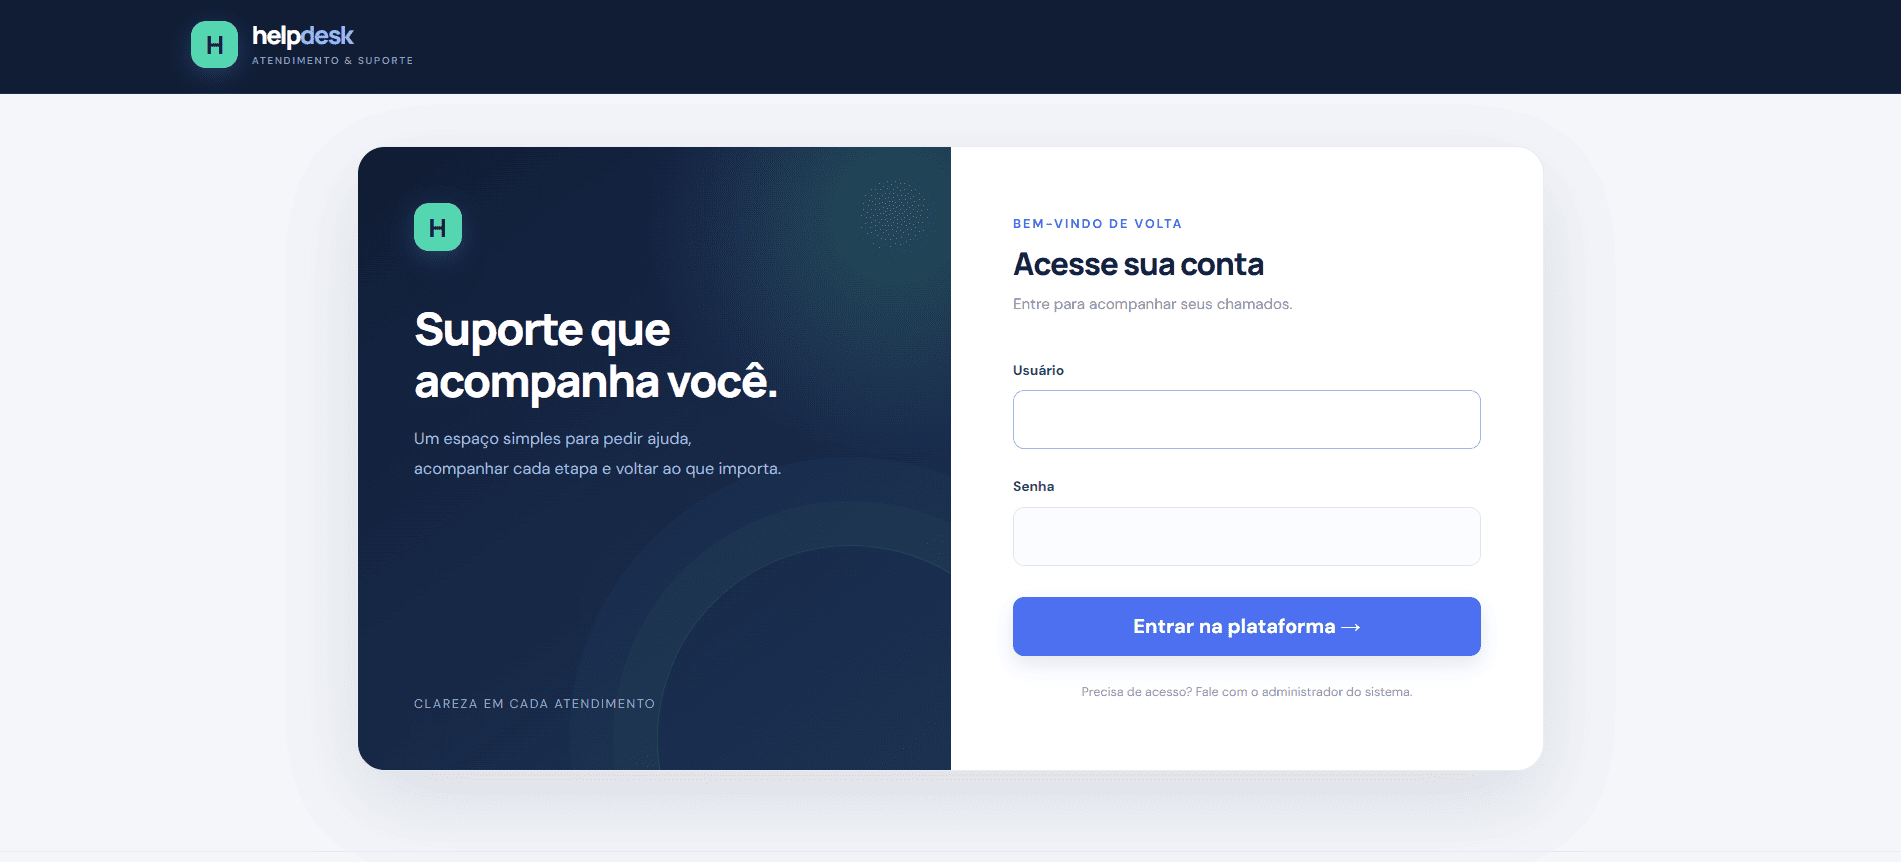 H
helpdesk
ATENDIMENTO & SUPORTE
H
Suporte que
acompanha você.
Um espaço simples para pedir ajuda,
acompanhar cada etapa e voltar ao que importa.
CLAREZA EM CADA ATENDIMENTO
BEM-VINDO DE VOLTA
Acesse sua conta
Entre para acompanhar seus chamados.
Usuário
Senha
Entrar na plataforma →
Precisa de acesso? Fale com o administrador do sistema.